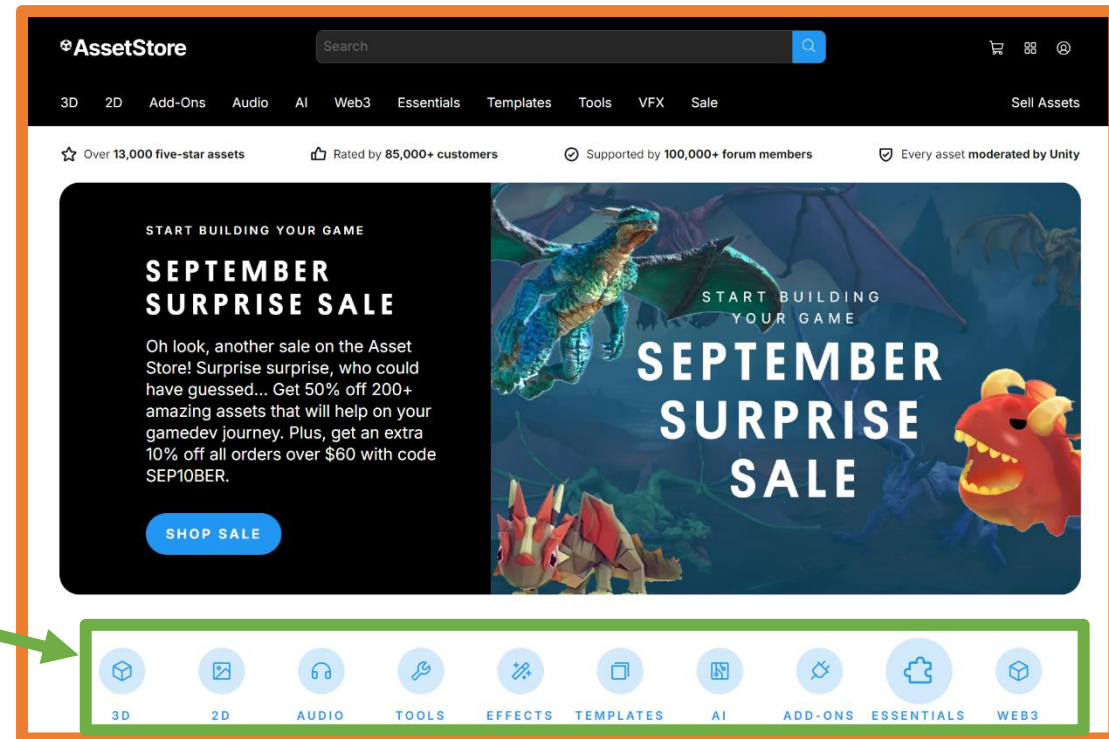 AssetStore
Search
3D 2D Add-Ons Audio AI Web3 Essentials Templates Tools VFX Sale Sell Assets
Over 13,000 five-star assets Rated by 85,000+ customers Supported by 100,000+ forum members Every asset moderated by Unity
START BUILDING YOUR GAME
SEPTEMBER
SURPRISE SALE
Oh look, another sale on the Asset
Store! Surprise surprise, who could
have guessed... Get 50% off 200+
amazing assets that will help on your
gamedev journey. Plus, get an extra
10% off all orders over $60 with code
SEP10BER.
SHOP SALE
START BUILDING
YOUR GAME
SEPTEMBER
SURPRISE
SALE
3D 2D AUDIO TOOLS EFFECTS TEMPLATES AI ADD-ONS ESSENTIALS WEB3